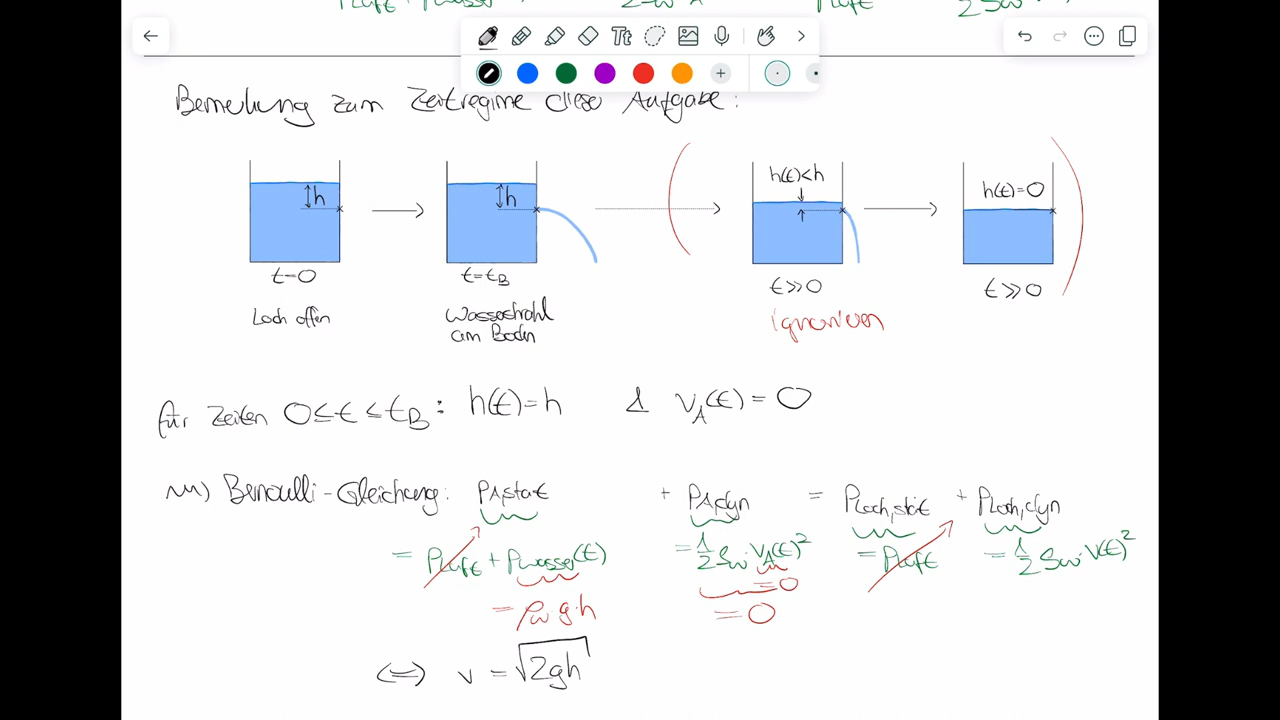 Tt
Bemerkung zum Zeitregime dieser Aufgabe:
h h h(t)<h h(t)=0
t=0 t=t_B t≫0 t≫0
Loch offen Wasserstrahl am Boden ignorieren
für Zeiten 0≤t≤t_B: h(t)=h & v_A(t)=0
Bernoulli-Gleichung: p_A,stat + p_A,dyn = p_Loch,stat + p_Loch,dyn
= p_Luft + p_Wasser(t) = 1/2 ρ_w · v_A(t)² = p_Luft = 1/2 ρ_w · v(t)²
=0
= ρ_w·g·h = 0
⇔ v = √2gh